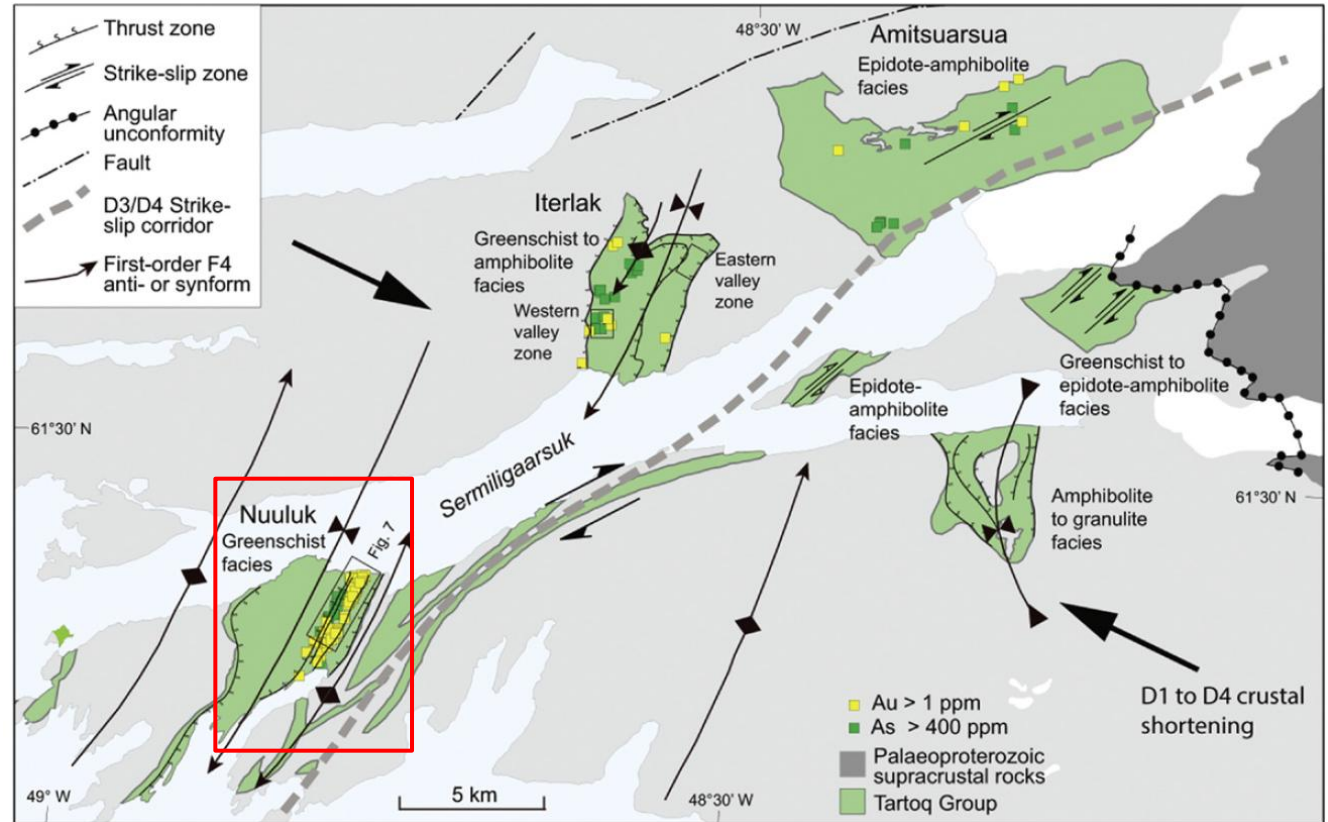 Thrust zone
Strike-slip zone
Angular
unconformity
Fault
D3/D4 Strike-
slip corridor
First-order F4
anti- or synform
48°30' W
Amitsuarsua
Epidote-amphibolite
facies
Iterlak
Greenschist to
amphibolite
facies
Western
valley
zone
Eastern
valley
zone
Greenschist to
epidote-amphibolite
facies
Epidote-
amphibolite
facies
61°30' N
Sermiligaarsuk
61°30' N
Nuuluk
Greenschist
facies
Fig. 7
Amphibolite
to granulite
facies
D1 to D4 crustal
shortening
Au > 1 ppm
As > 400 ppm
Palaeoproterozoic
supracrustal rocks
Tartoq Group
49° W
5 km
48°30' W